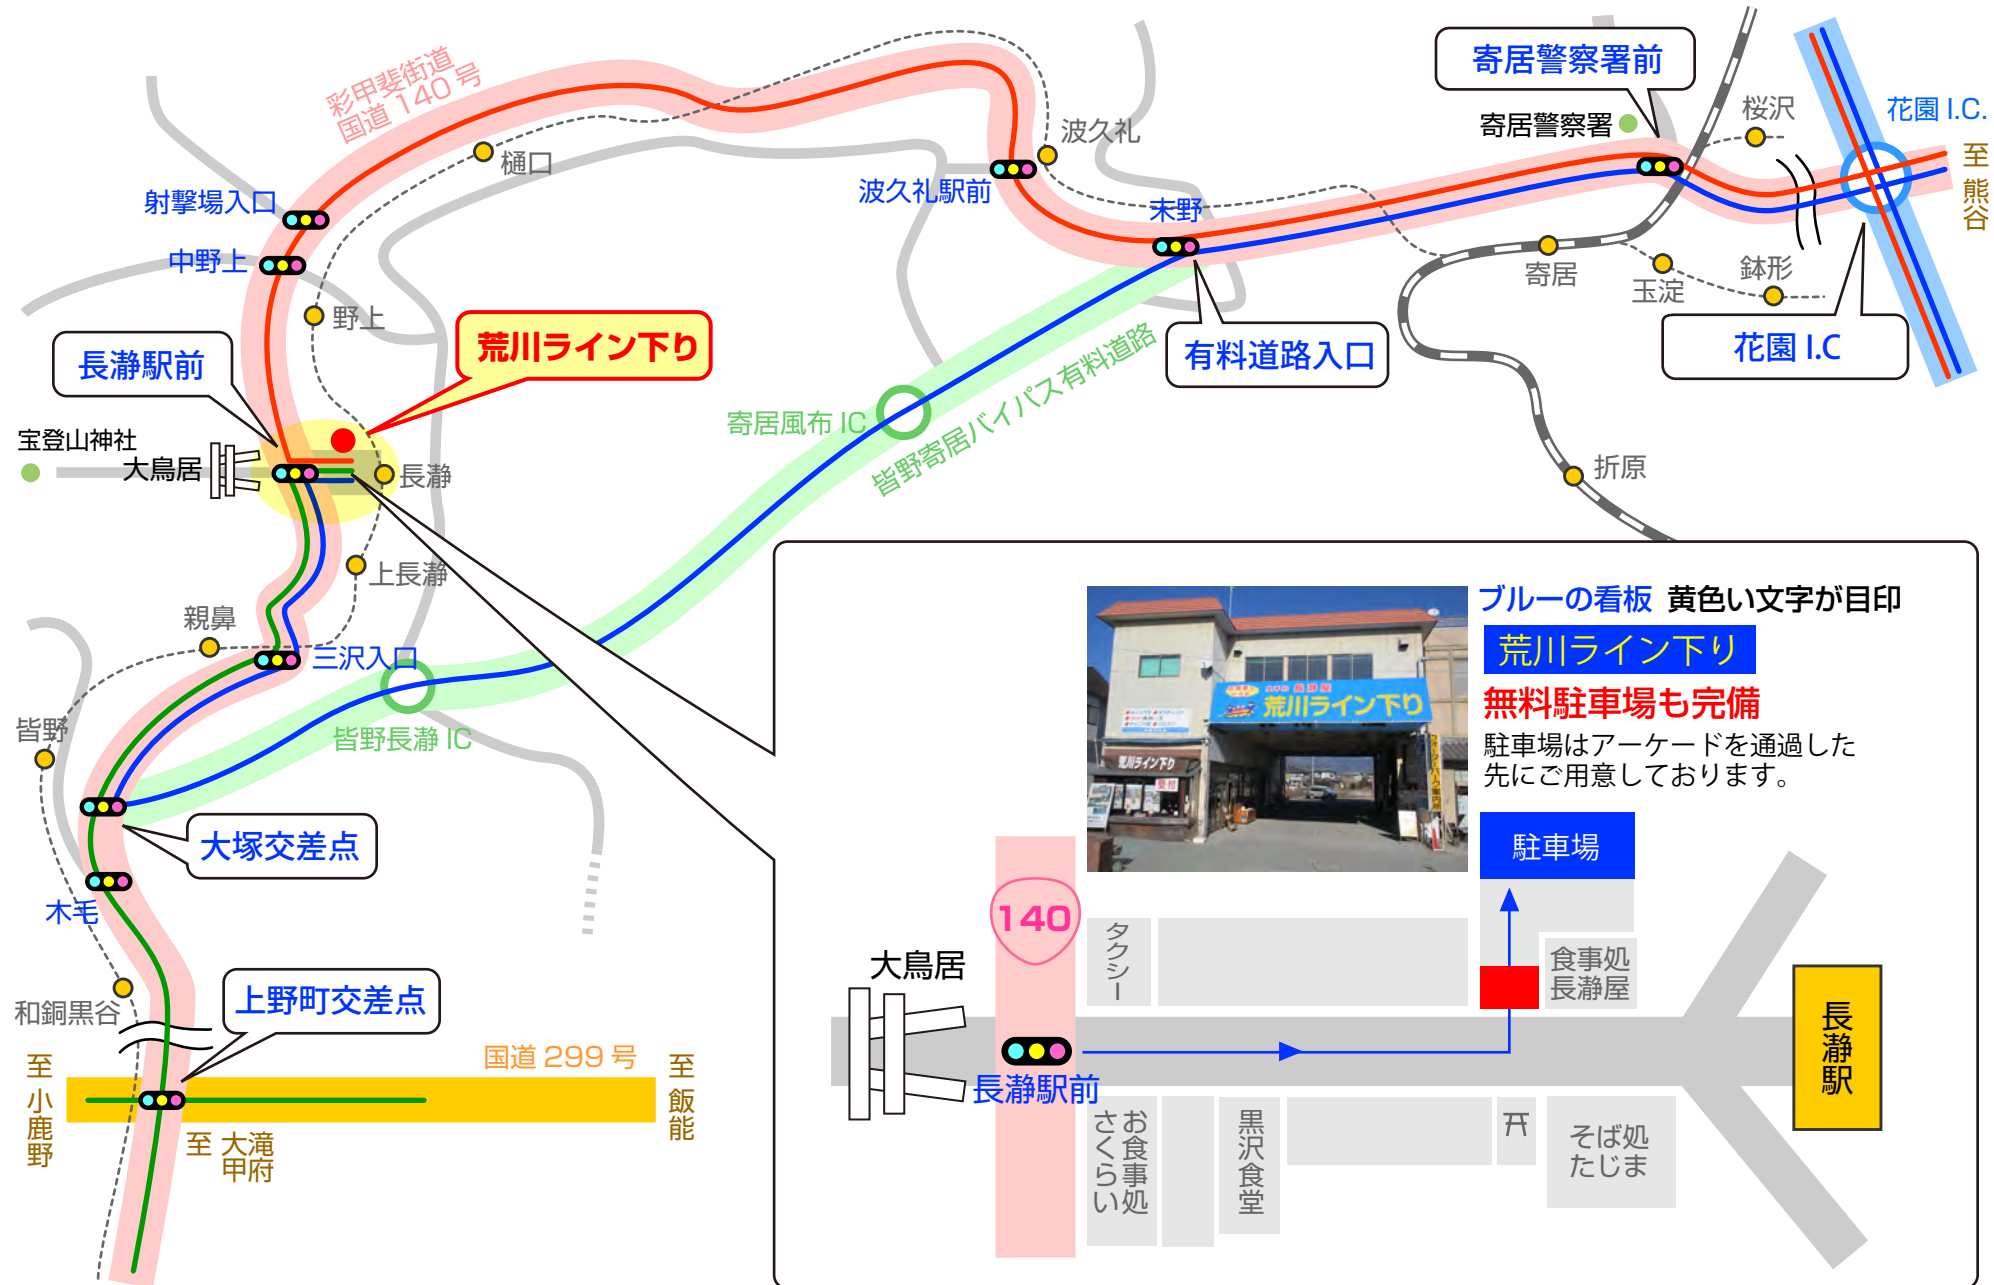 彩甲斐街道
国道 140 号
寄居警察署前
寄居警察署
桜沢
花園 I.C.
至 熊谷
樋口
波久礼
波久礼駅前
射撃場入口
中野上
末野
野上
寄居
玉淀
鉢形
花園 I.C
長瀞駅前
荒川ライン下り
有料道路入口
寄居風布 IC
皆野寄居バイパス有料道路
宝登山神社
大鳥居
長瀞
折原
上長瀞
親鼻
三沢入口
皆野
皆野長瀞 IC
大塚交差点
木毛
和銅黒谷
上野町交差点
国道 299 号
至 小鹿野
至 飯能
至 大滝
甲府
ブルーの看板 黄色い文字が目印
荒川ライン下り
無料駐車場も完備
駐車場はアーケードを通過した
先にご用意しております。
長瀞屋
荒川ライン下り
荒川ライン下り
受付
駐車場
140
タクシー
食事処
長瀞屋
大鳥居
長瀞駅前
長瀞駅
お食事処
さくらい
黒沢食堂
そば処
たじま